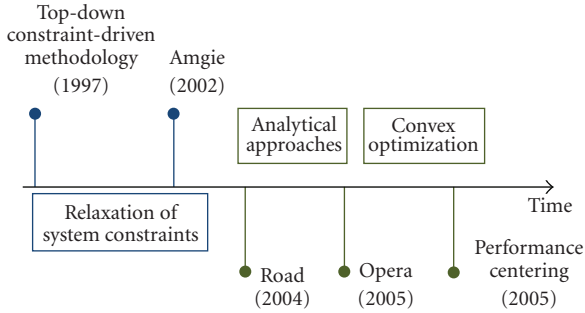 Top-down
constraint-driven
methodology
(1997)
Amgie
(2002)
Analytical
approaches
Convex
optimization
Time
Relaxation of
system constraints
Road
(2004)
Opera
(2005)
Performance
centering
(2005)